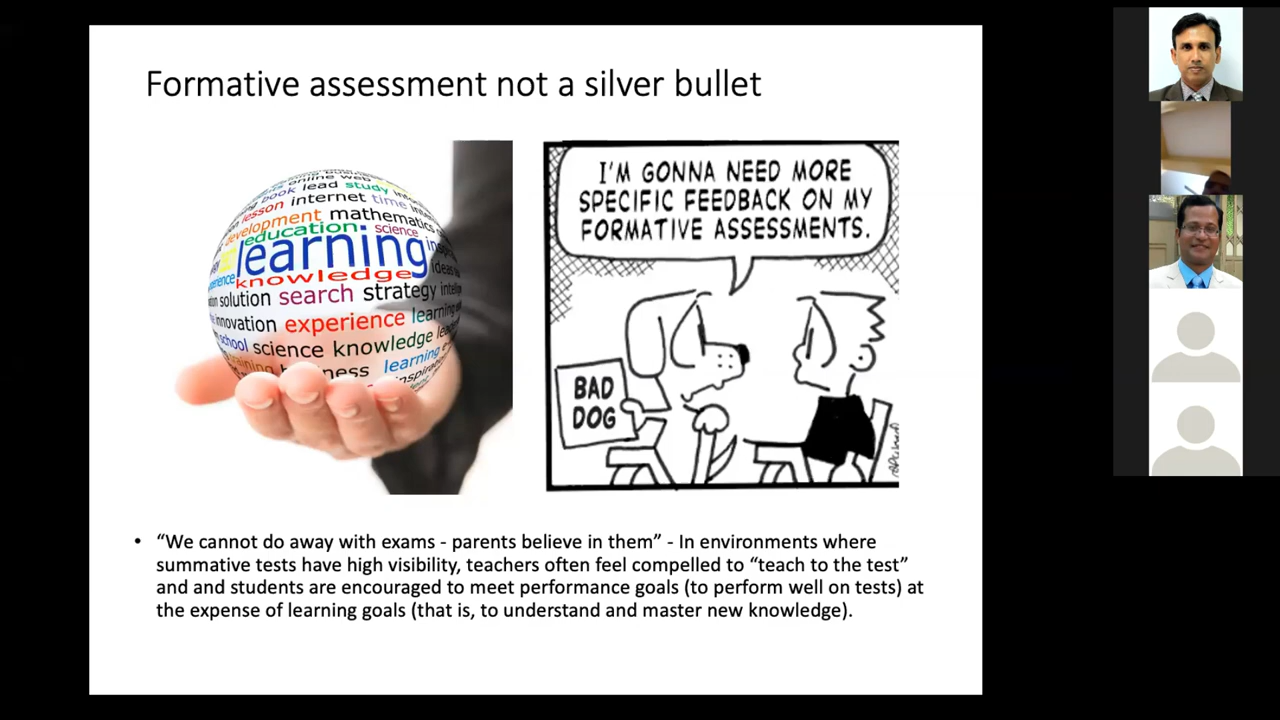 Formative assessment not a silver bullet
online web
book lead study
lesson internet time
development mathematics
education science
learning
knowledge
solution search strategy
innovation experience learning
school science knowledge
learning
I'M GONNA NEED MORE
SPECIFIC FEEDBACK ON MY
FORMATIVE ASSESSMENTS.
BAD
DOG
• “We cannot do away with exams - parents believe in them” - In environments where
summative tests have high visibility, teachers often feel compelled to “teach to the test”
and and students are encouraged to meet performance goals (to perform well on tests) at
the expense of learning goals (that is, to understand and master new knowledge).